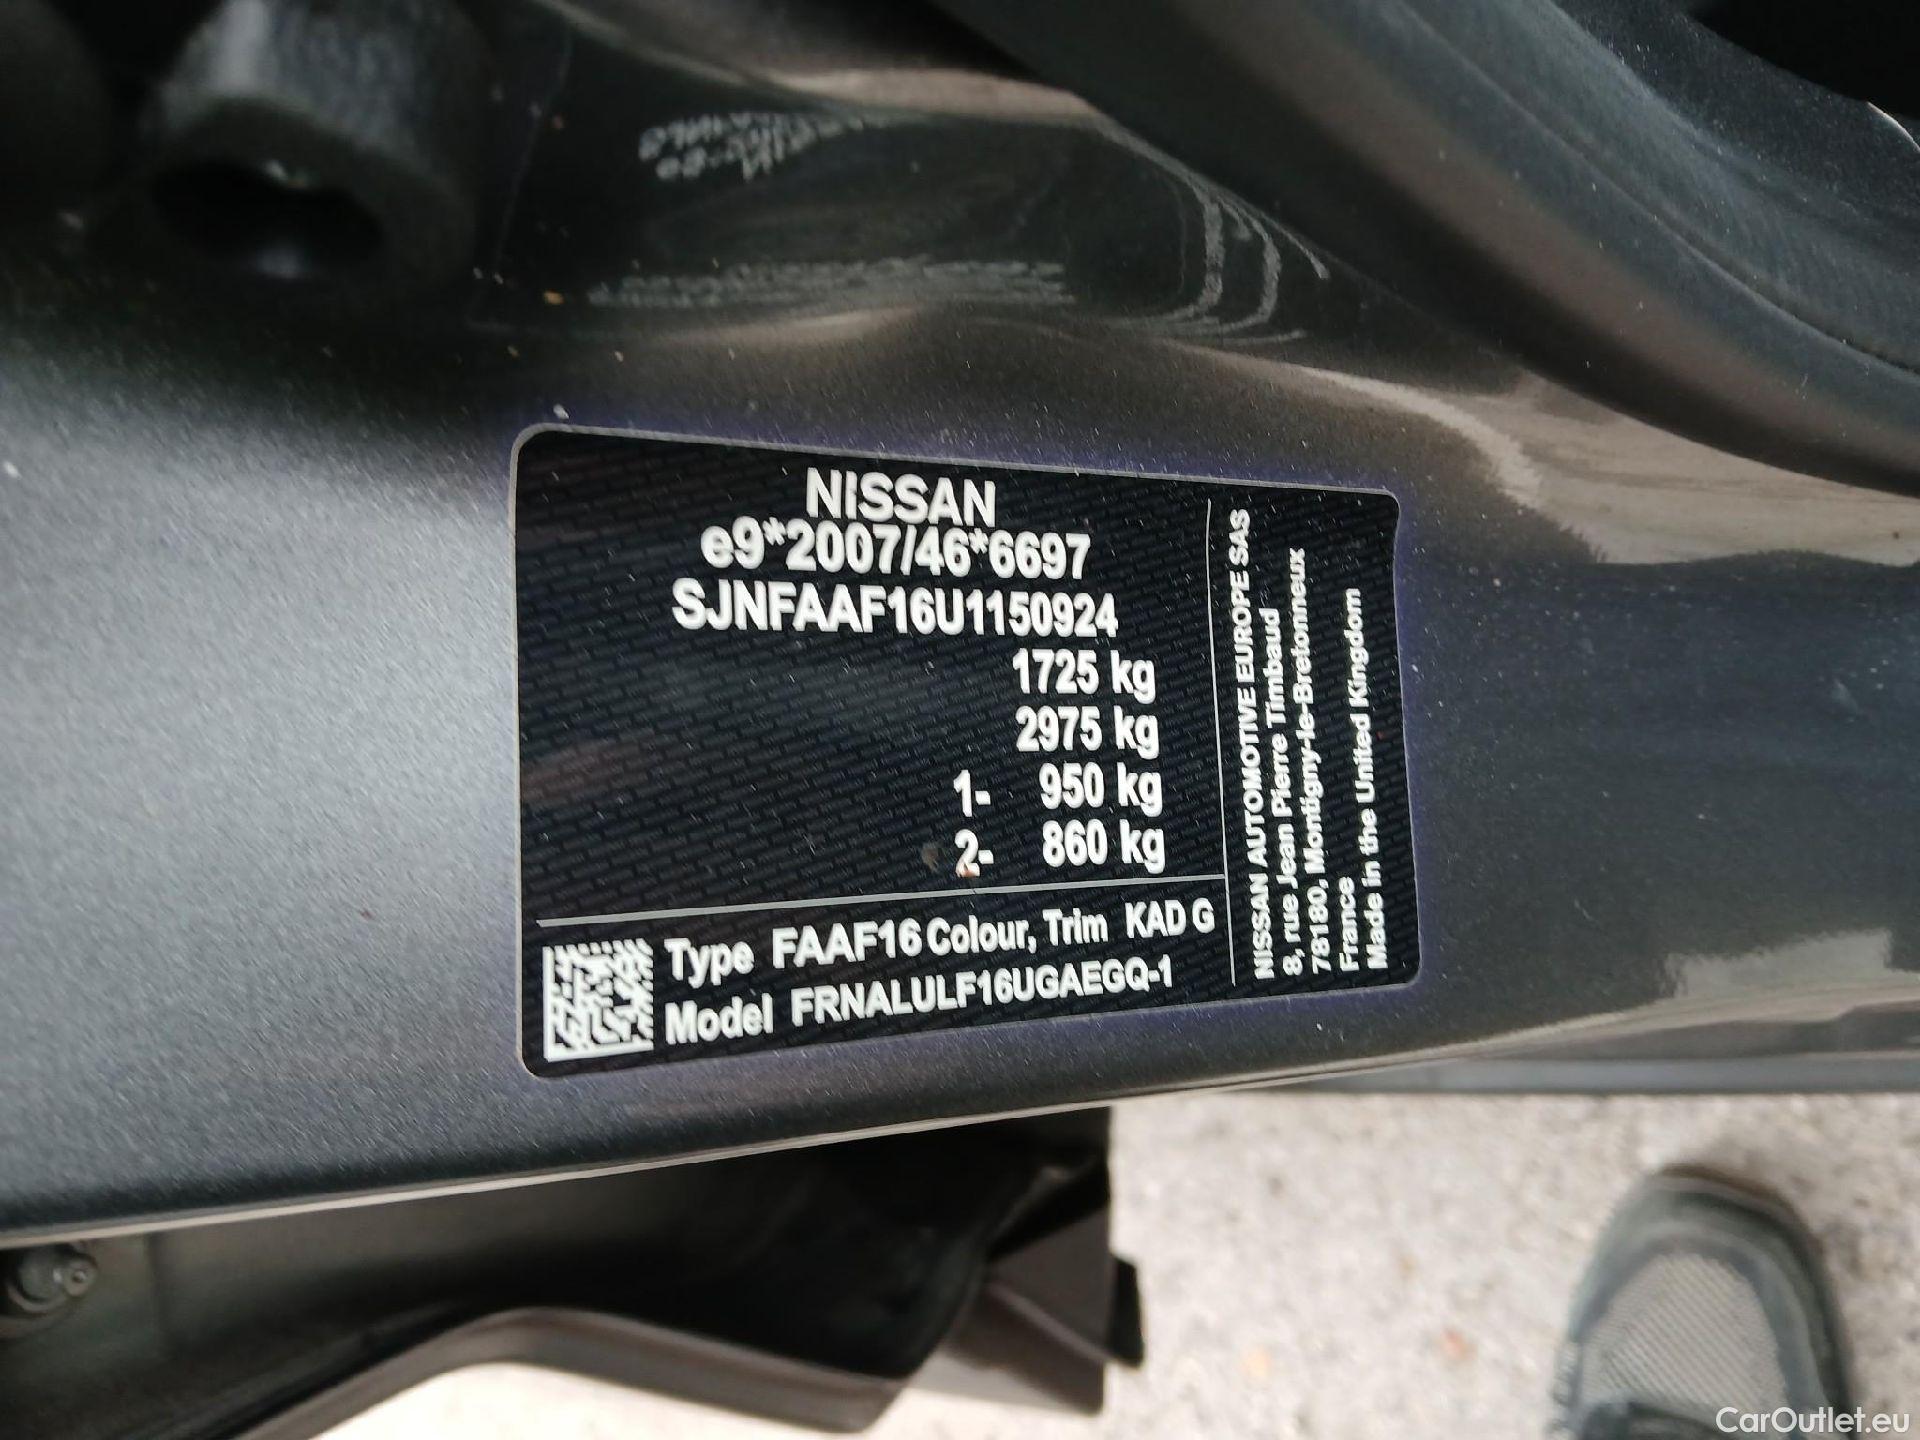 NISSAN
e9*2007/46*6697
SJNFAAF16U1150924
1725 kg
2975 kg
1- 950 kg
2- 860 kg
Type FAAF16 Colour, Trim KAD G
Model FRNALULF16UGAEGQ-1
NISSAN AUTOMOTIVE EUROPE SAS
8, rue Jean Pierre Timbaud
78180, Montigny-le-Bretonneux
France
Made in the United Kingdom
CarOutlet.eu